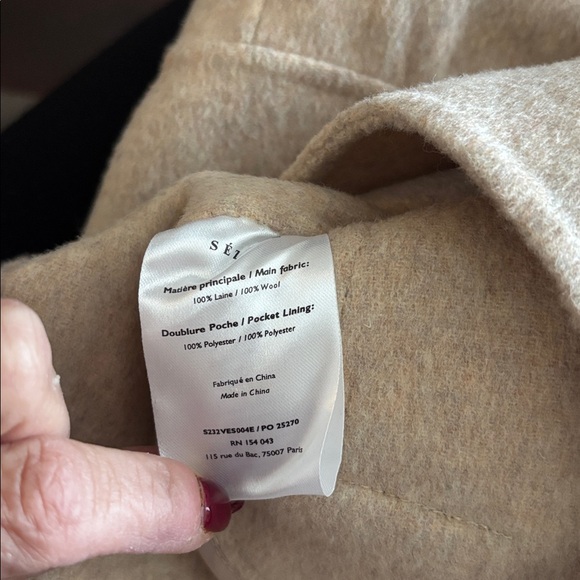 SÉ
Matière principale / Main fabric:
100% Laine / 100% Wool
Doublure Poche / Pocket Lining:
100% Polyester / 100% Polyester
Fabriqué en China
Made in China
S232VES004E / PO 25270
RN 154 043
115 rue du Bac, 75007 Paris